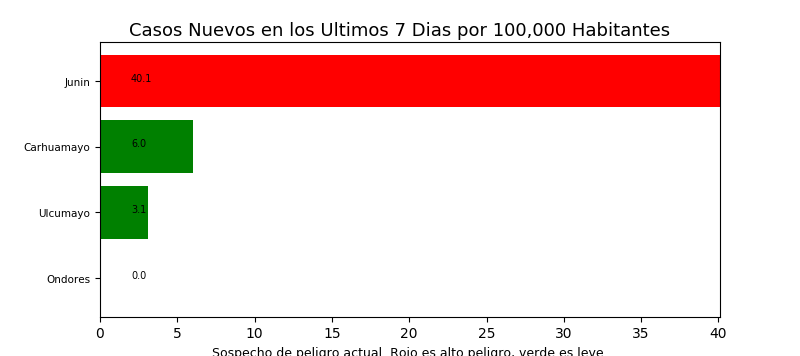 Casos Nuevos en los Ultimos 7 Dias por 100,000 Habitantes
Junin
40.1
Carhuamayo
6.0
Ulcumayo
3.1
Ondores
0.0
0 5 10 15 20 25 30 35 40
Sospecho de peligro actual. Rojo es alto peligro, verde es leve